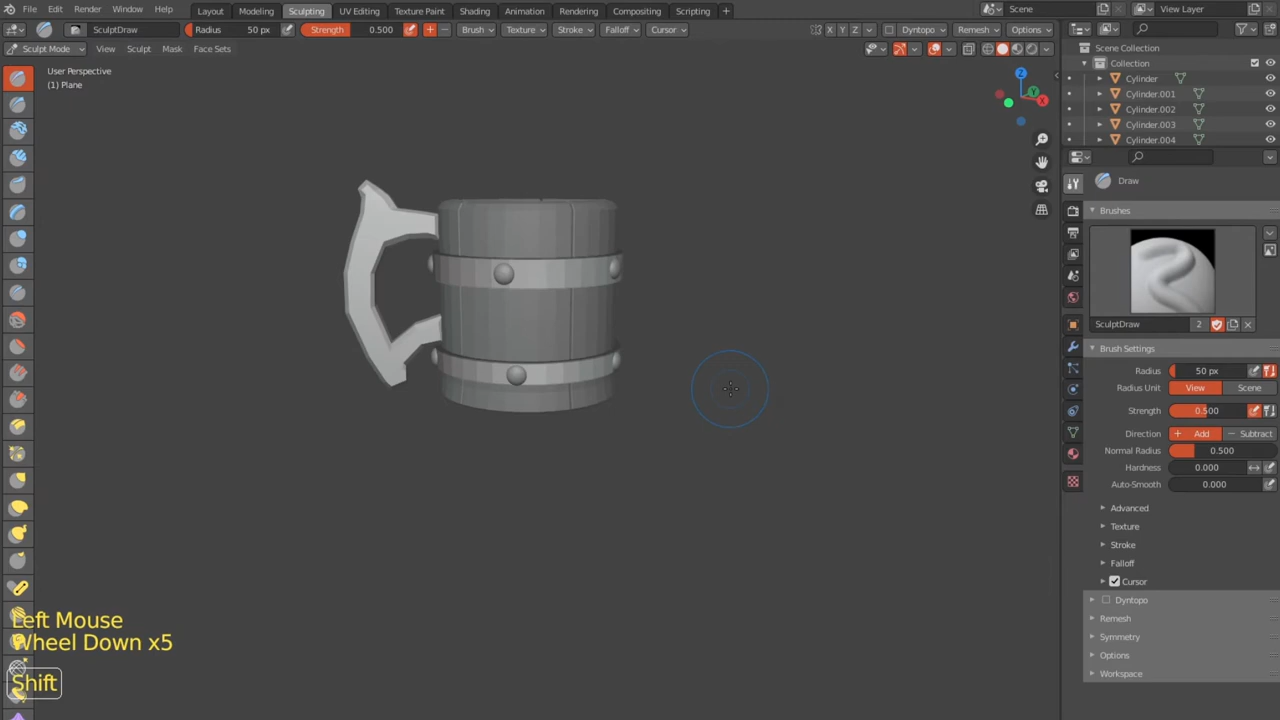 File Edit Render Window Help Layout Modeling Sculpting UV Editing Texture Paint Shading Animation Rendering Compositing Scripting + Scene View Layer
SculptDraw Radius 50 px Strength 0.500 + − Brush Texture Stroke Falloff Cursor X Y Z Dyntopo Remesh Options
Sculpt Mode View Sculpt Mask Face Sets
User Perspective
(1) Plane
Z
Y
X
Scene Collection
Collection
Cylinder
Cylinder.001
Cylinder.002
Cylinder.003
Cylinder.004
Draw
Brushes
SculptDraw 2
Brush Settings
Radius 50 px
Radius Unit View Scene
Strength 0.500
Direction + Add − Subtract
Normal Radius 0.500
Hardness 0.000
Auto-Smooth 0.000
Advanced
Texture
Stroke
Falloff
Cursor
Dyntopo
Remesh
Symmetry
Options
Workspace
Left Mouse
Wheel Down x5
Shift